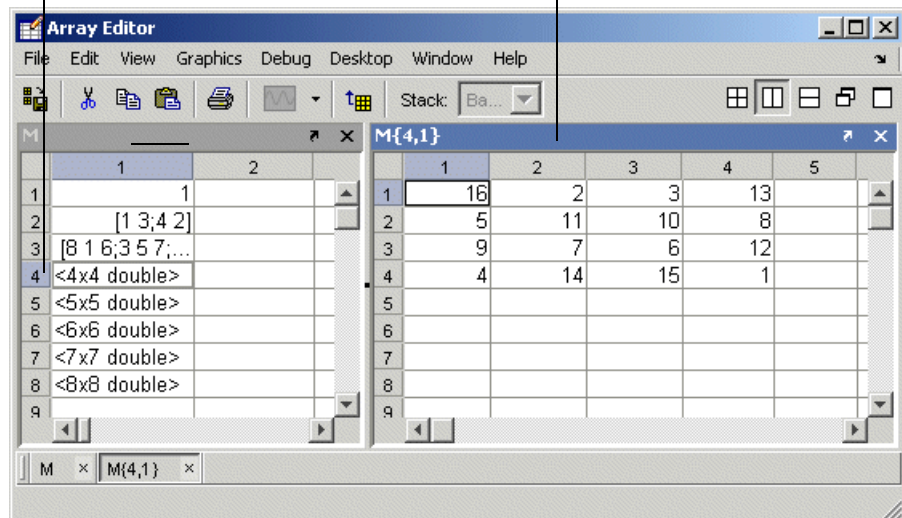 Array Editor
File Edit View Graphics Debug Desktop Window Help
Stack: Ba...
M
M{4,1}
1 2
1 1
2 [1 3;4 2]
3 [8 1 6;3 5 7;...
4 <4x4 double>
5 <5x5 double>
6 <6x6 double>
7 <7x7 double>
8 <8x8 double>
9
1 2 3 4 5
1 16 2 3 13
2 5 11 10 8
3 9 7 6 12
4 4 14 15 1
5
6
7
8
9
M M{4,1}